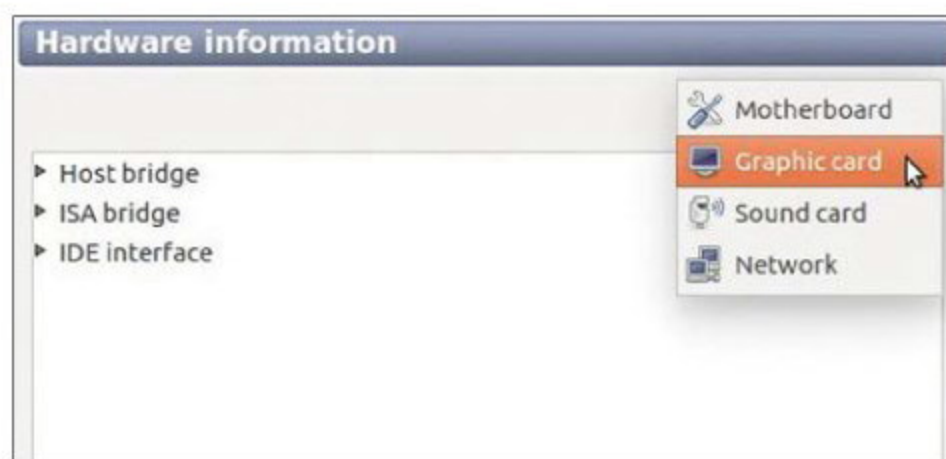 Hardware information
Motherboard
Graphic card
Sound card
Network
Host bridge
ISA bridge
IDE interface